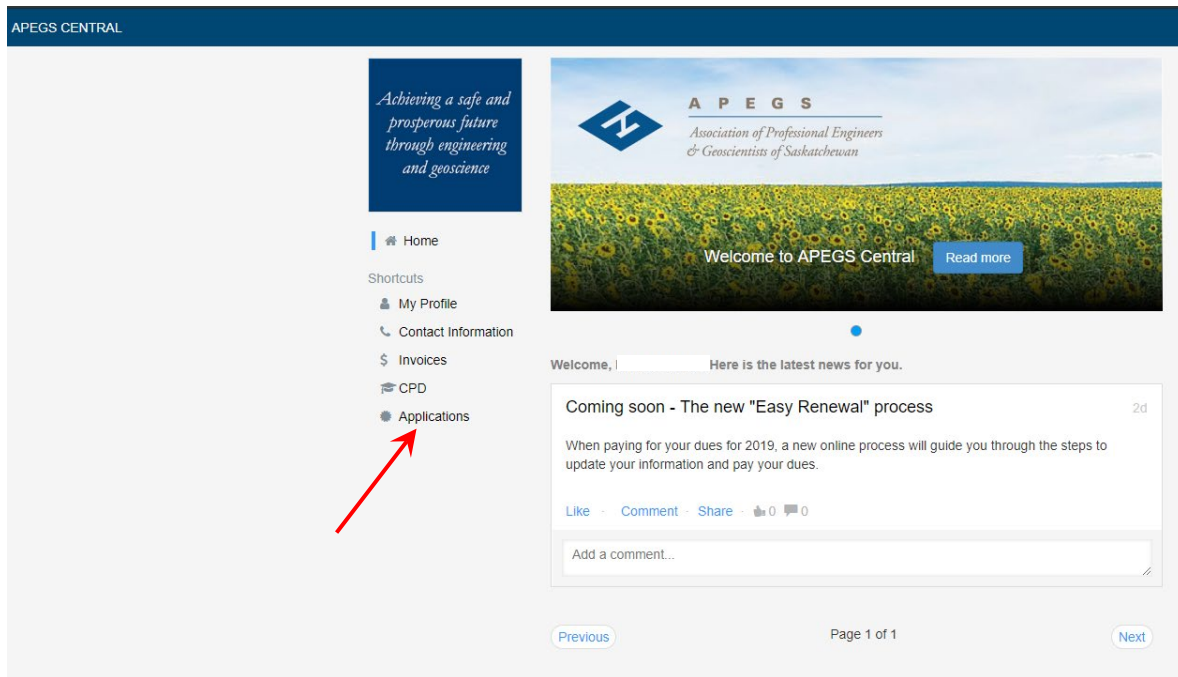 APEGS CENTRAL
Achieving a safe and
prosperous future
through engineering
and geoscience
Home
Shortcuts
My Profile
Contact Information
$ Invoices
CPD
Applications
A P E G S
Association of Professional Engineers
& Geoscientists of Saskatchewan
Welcome to APEGS Central Read more
Welcome, Here is the latest news for you.
Coming soon - The new "Easy Renewal" process 2d
When paying for your dues for 2019, a new online process will guide you through the steps to
update your information and pay your dues.
Like · Comment · Share · 0 0
Add a comment...
Previous Page 1 of 1 Next